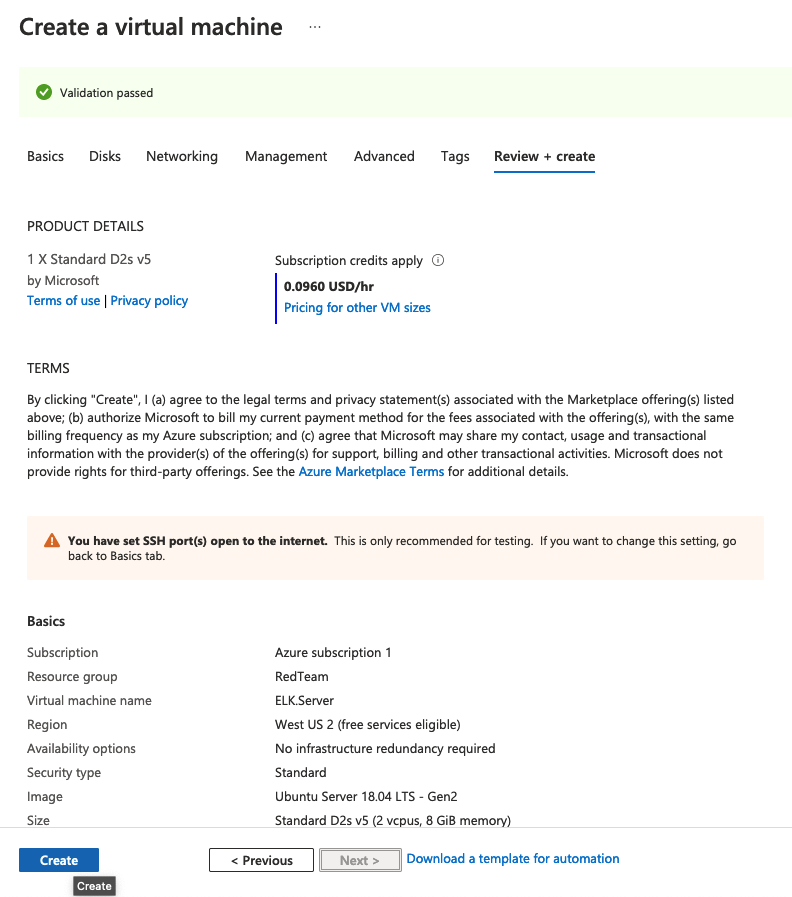 Create a virtual machine ...
Validation passed
Basics Disks Networking Management Advanced Tags Review + create
PRODUCT DETAILS
1 X Standard D2s v5
by Microsoft
Terms of use | Privacy policy
Subscription credits apply
0.0960 USD/hr
Pricing for other VM sizes
TERMS
By clicking "Create", I (a) agree to the legal terms and privacy statement(s) associated with the Marketplace offering(s) listed
above; (b) authorize Microsoft to bill my current payment method for the fees associated with the offering(s), with the same
billing frequency as my Azure subscription; and (c) agree that Microsoft may share my contact, usage and transactional
information with the provider(s) of the offering(s) for support, billing and other transactional activities. Microsoft does not
provide rights for third-party offerings. See the Azure Marketplace Terms for additional details.
You have set SSH port(s) open to the internet. This is only recommended for testing. If you want to change this setting, go
back to Basics tab.
Basics
Subscription Azure subscription 1
Resource group RedTeam
Virtual machine name ELK.Server
Region West US 2 (free services eligible)
Availability options No infrastructure redundancy required
Security type Standard
Image Ubuntu Server 18.04 LTS - Gen2
Size Standard D2s v5 (2 vcpus, 8 GiB memory)
Create < Previous Next > Download a template for automation
Create